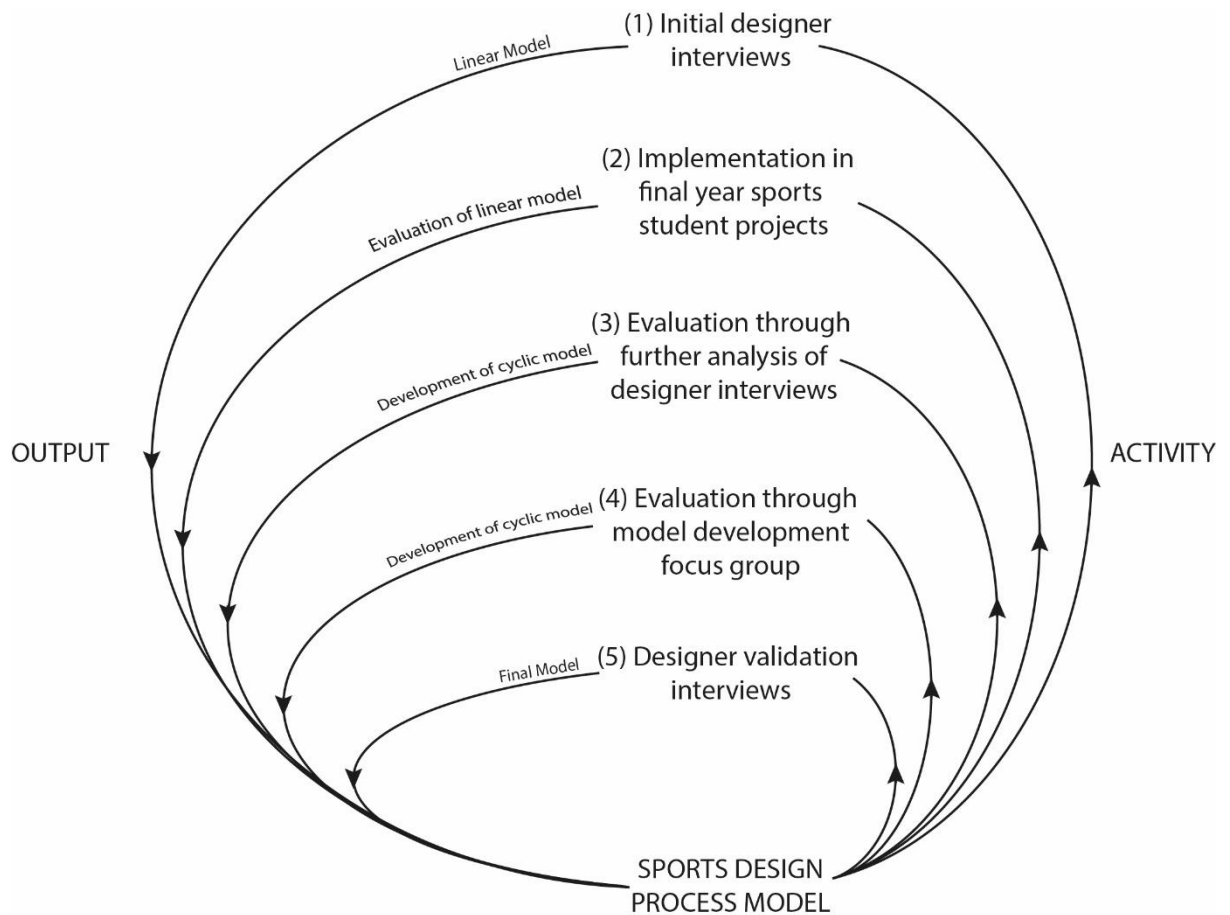 (1) Initial designer
interviews
Linear Model
(2) Implementation in
final year sports
student projects
Evaluation of linear model
(3) Evaluation through
further analysis of
designer interviews
Development of cyclic model
OUTPUT
ACTIVITY
(4) Evaluation through
model development
focus group
Development of cyclic model
(5) Designer validation
interviews
Final Model
SPORTS DESIGN
PROCESS MODEL